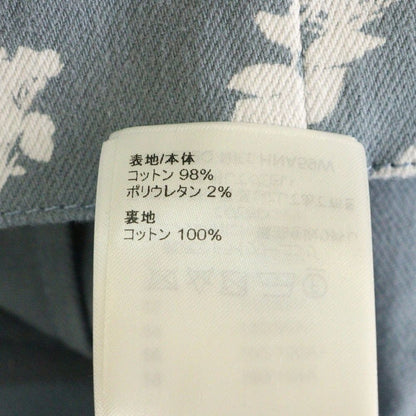 表地/本体
コットン 98%
ポリウレタン 2%
裏地
コットン 100%